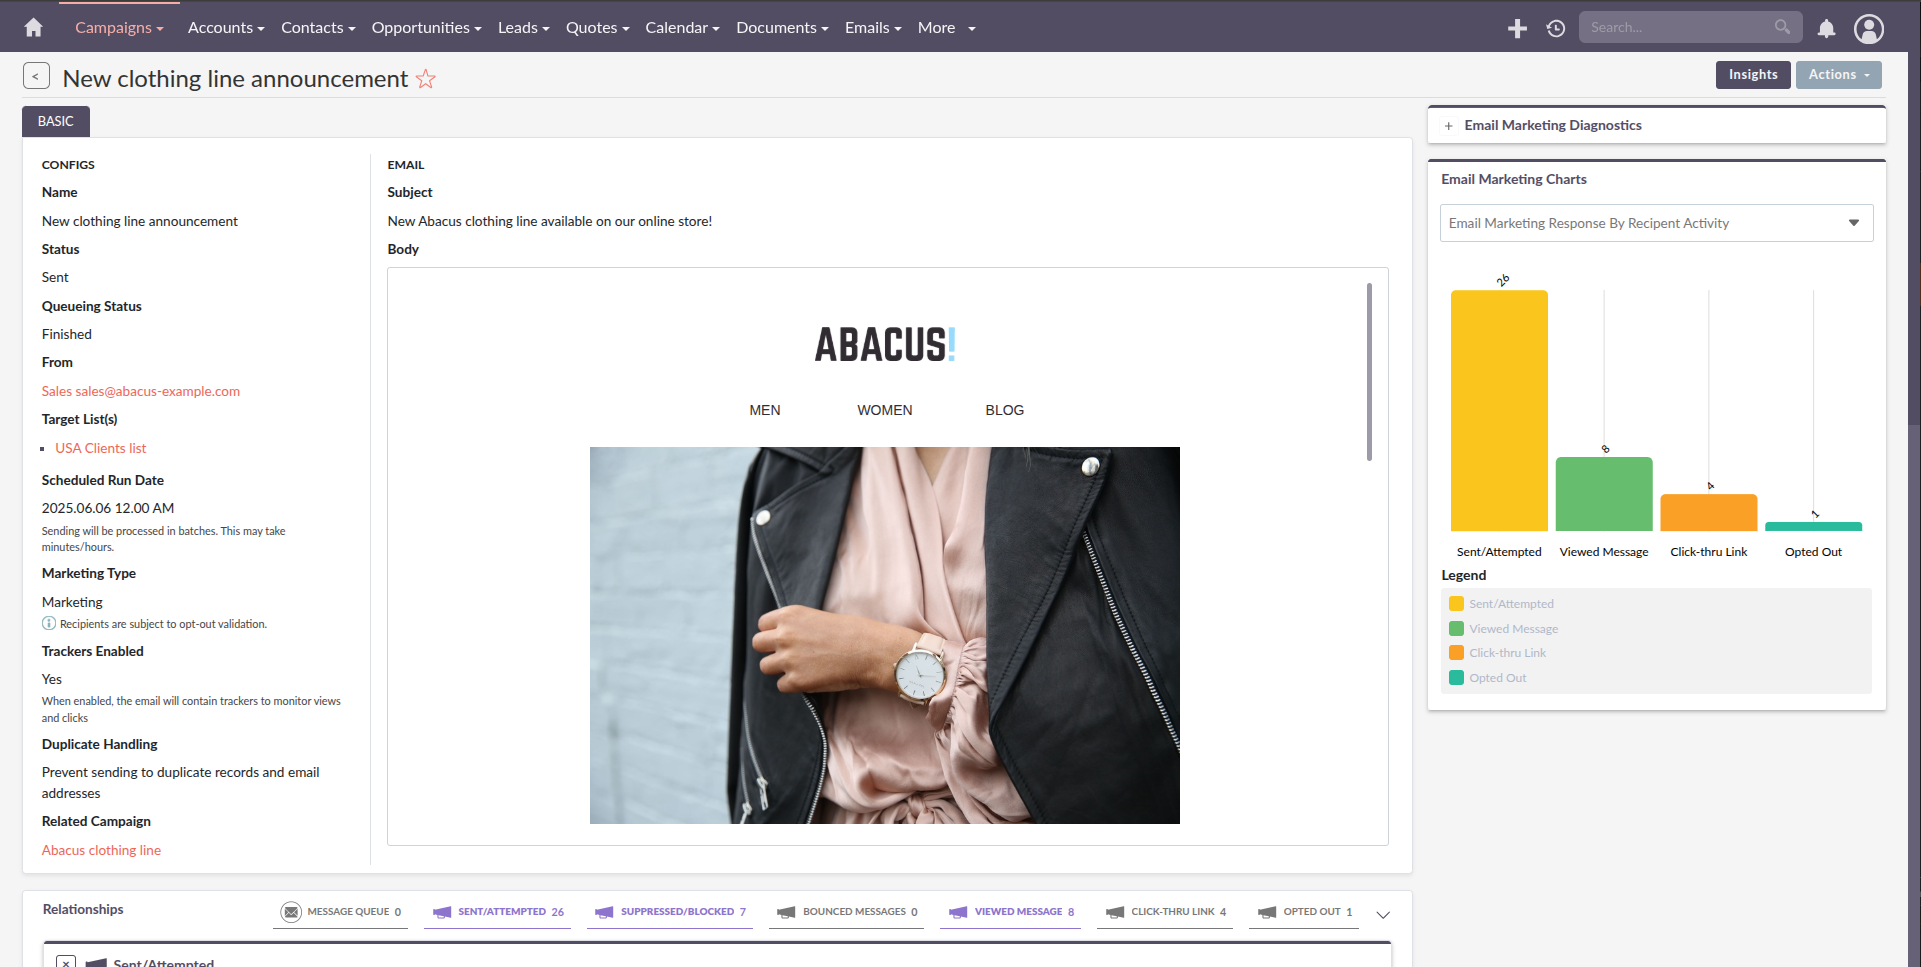 Campaigns Accounts Contacts Opportunities Leads Quotes Calendar Documents Emails More Search...
< New clothing line announcement
Insights Actions
BASIC
CONFIGS
Name
New clothing line announcement
Status
Sent
Queueing Status
Finished
From
Sales sales@abacus-example.com
Target List(s)
USA Clients list
Scheduled Run Date
2025.06.06 12.00 AM
Sending will be processed in batches. This may take
minutes/hours.
Marketing Type
Marketing
Recipients are subject to opt-out validation.
Trackers Enabled
Yes
When enabled, the email will contain trackers to monitor views
and clicks
Duplicate Handling
Prevent sending to duplicate records and email
addresses
Related Campaign
Abacus clothing line
EMAIL
Subject
New Abacus clothing line available on our online store!
Body
ABACUS!
MEN WOMEN BLOG
+ Email Marketing Diagnostics
Email Marketing Charts
Email Marketing Response By Recipent Activity
26
8
4
1
Sent/Attempted Viewed Message Click-thru Link Opted Out
Legend
Sent/Attempted
Viewed Message
Click-thru Link
Opted Out
Relationships
MESSAGE QUEUE 0 SENT/ATTEMPTED 26 SUPPRESSED/BLOCKED 7 BOUNCED MESSAGES 0 VIEWED MESSAGE 8 CLICK-THRU LINK 4 OPTED OUT 1
Sent/Attempted